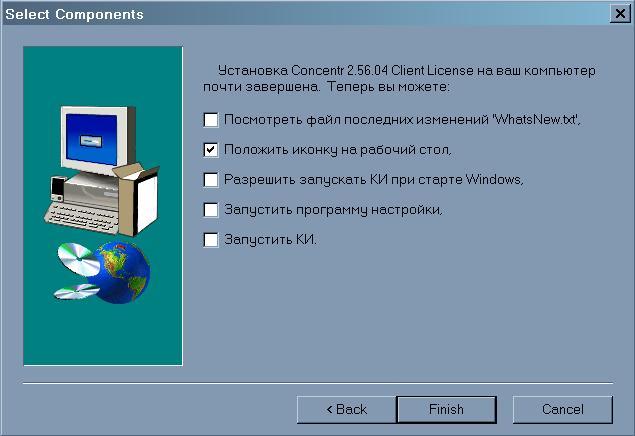 Select Components
Установка Concentr 2.56.04 Client License на ваш компьютер
почти завершена. Теперь вы можете:
Посмотреть файл последних изменений 'WhatsNew.txt',
Положить иконку на рабочий стол,
Разрешить запускать КИ при старте Windows,
Запустить программу настройки,
Запустить КИ.
< Back
Finish
Cancel